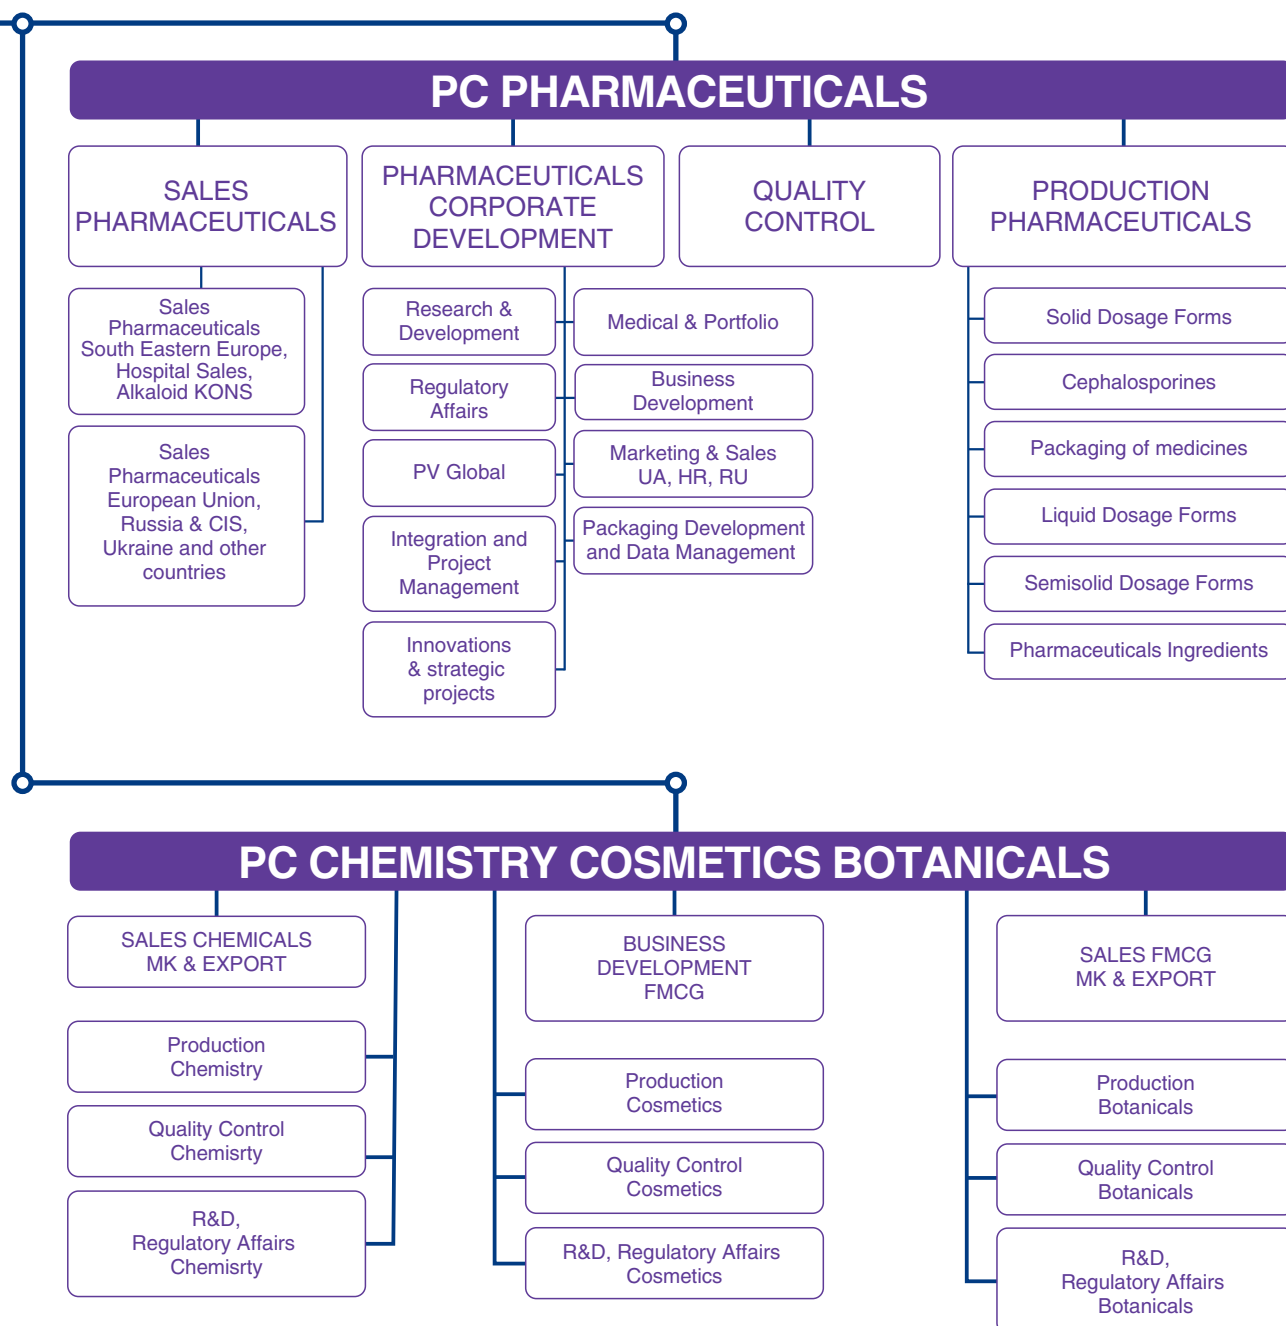 PC PHARMACEUTICALS
SALES
PHARMACEUTICALS
PHARMACEUTICALS
CORPORATE
DEVELOPMENT
QUALITY
CONTROL
PRODUCTION
PHARMACEUTICALS
Sales
Pharmaceuticals
South Eastern Europe,
Hospital Sales,
Alkaloid KONS
Sales
Pharmaceuticals
European Union,
Russia & CIS,
Ukraine and other
countries
Research &
Development
Regulatory
Affairs
PV Global
Integration and
Project
Management
Innovations
& strategic
projects
Medical & Portfolio
Business
Development
Marketing & Sales
UA, HR, RU
Packaging Development
and Data Management
Solid Dosage Forms
Cephalosporines
Packaging of medicines
Liquid Dosage Forms
Semisolid Dosage Forms
Pharmaceuticals Ingredients
PC CHEMISTRY COSMETICS BOTANICALS
SALES CHEMICALS
MK & EXPORT
Production
Chemistry
Quality Control
Chemisrty
R&D,
Regulatory Affairs
Chemisrty
BUSINESS
DEVELOPMENT
FMCG
Production
Cosmetics
Quality Control
Cosmetics
R&D, Regulatory Affairs
Cosmetics
SALES FMCG
MK & EXPORT
Production
Botanicals
Quality Control
Botanicals
R&D,
Regulatory Affairs
Botanicals